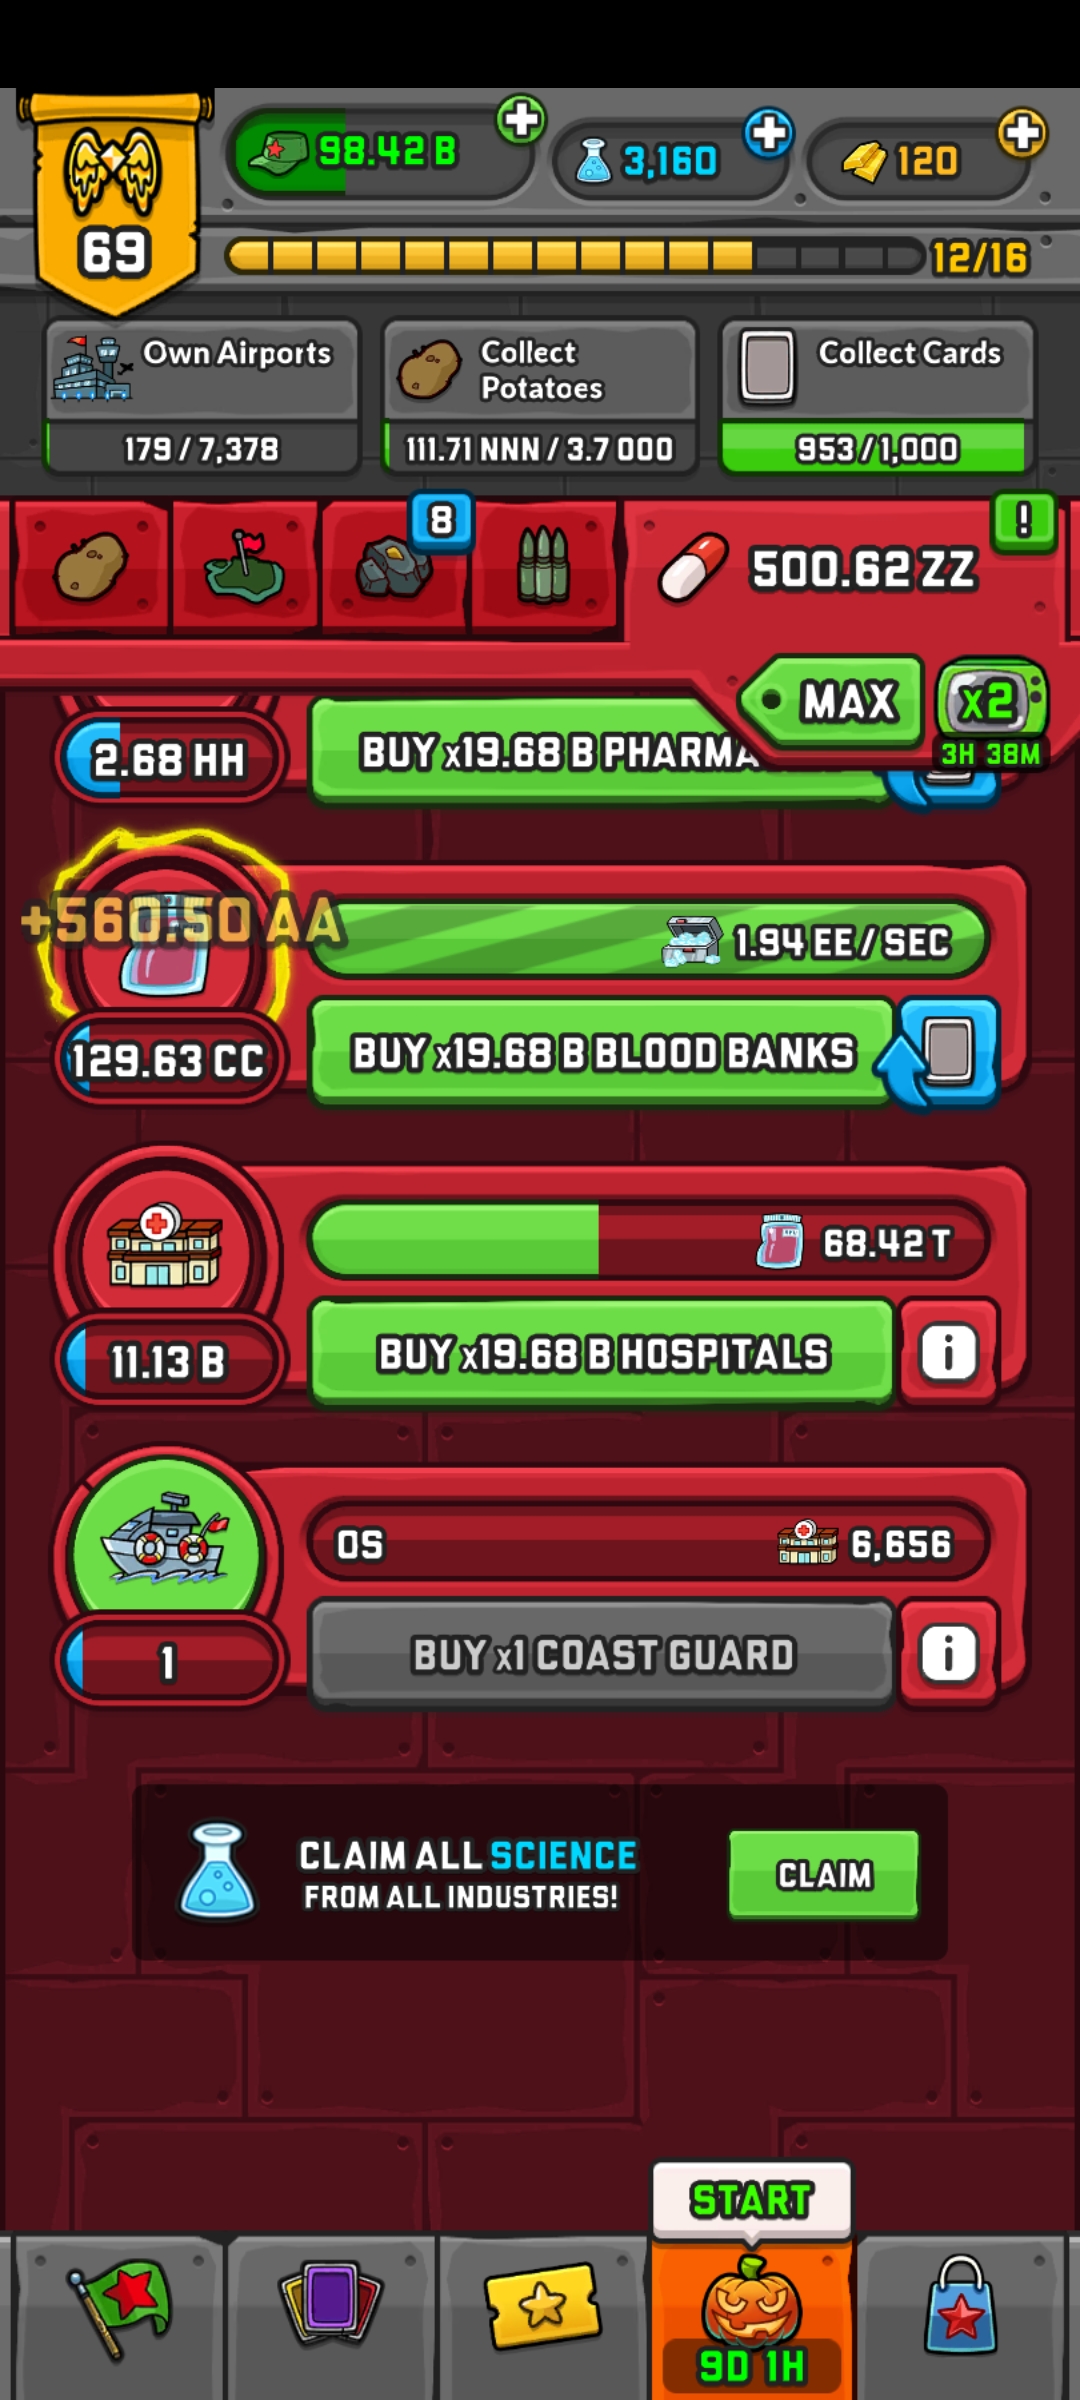 98.42 B
3,160
120
69
12/16
Own Airports
179 / 7,378
Collect
Potatoes
111.71 NNN / 3.7 OOO
Collect Cards
953 / 1,000
8
500.62 ZZ
!
MAX
x2
3H 38M
2.68 HH
BUY x19.68 B
+560.50 AA
1.94 EE / SEC
129.63 CC
BUY x19.68 B BLOOD BANKS
68.42 T
11.13 B
BUY x19.68 B HOSPITALS
i
0S
6,656
1
BUY x1 COAST GUARD
i
CLAIM ALL SCIENCE
FROM ALL INDUSTRIES!
CLAIM
START
9D 1H